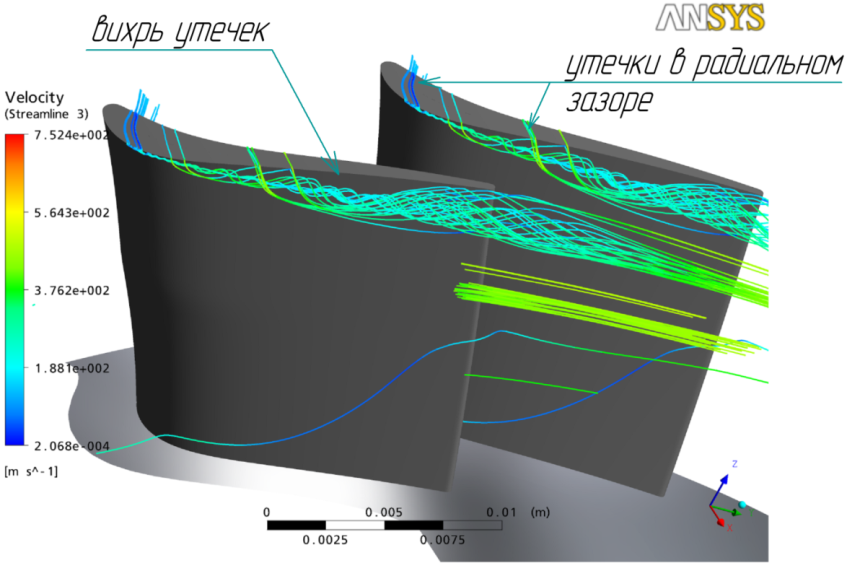 ANSYS
вихрь утечек
утечки в радиальном
зазоре
Velocity
(Streamline 3)
7.524e+002
5.643e+002
3.762e+002
1.881e+002
2.068e-004
[m s^-1]
0 0.005 0.01 (m)
0.0025 0.0075
Z